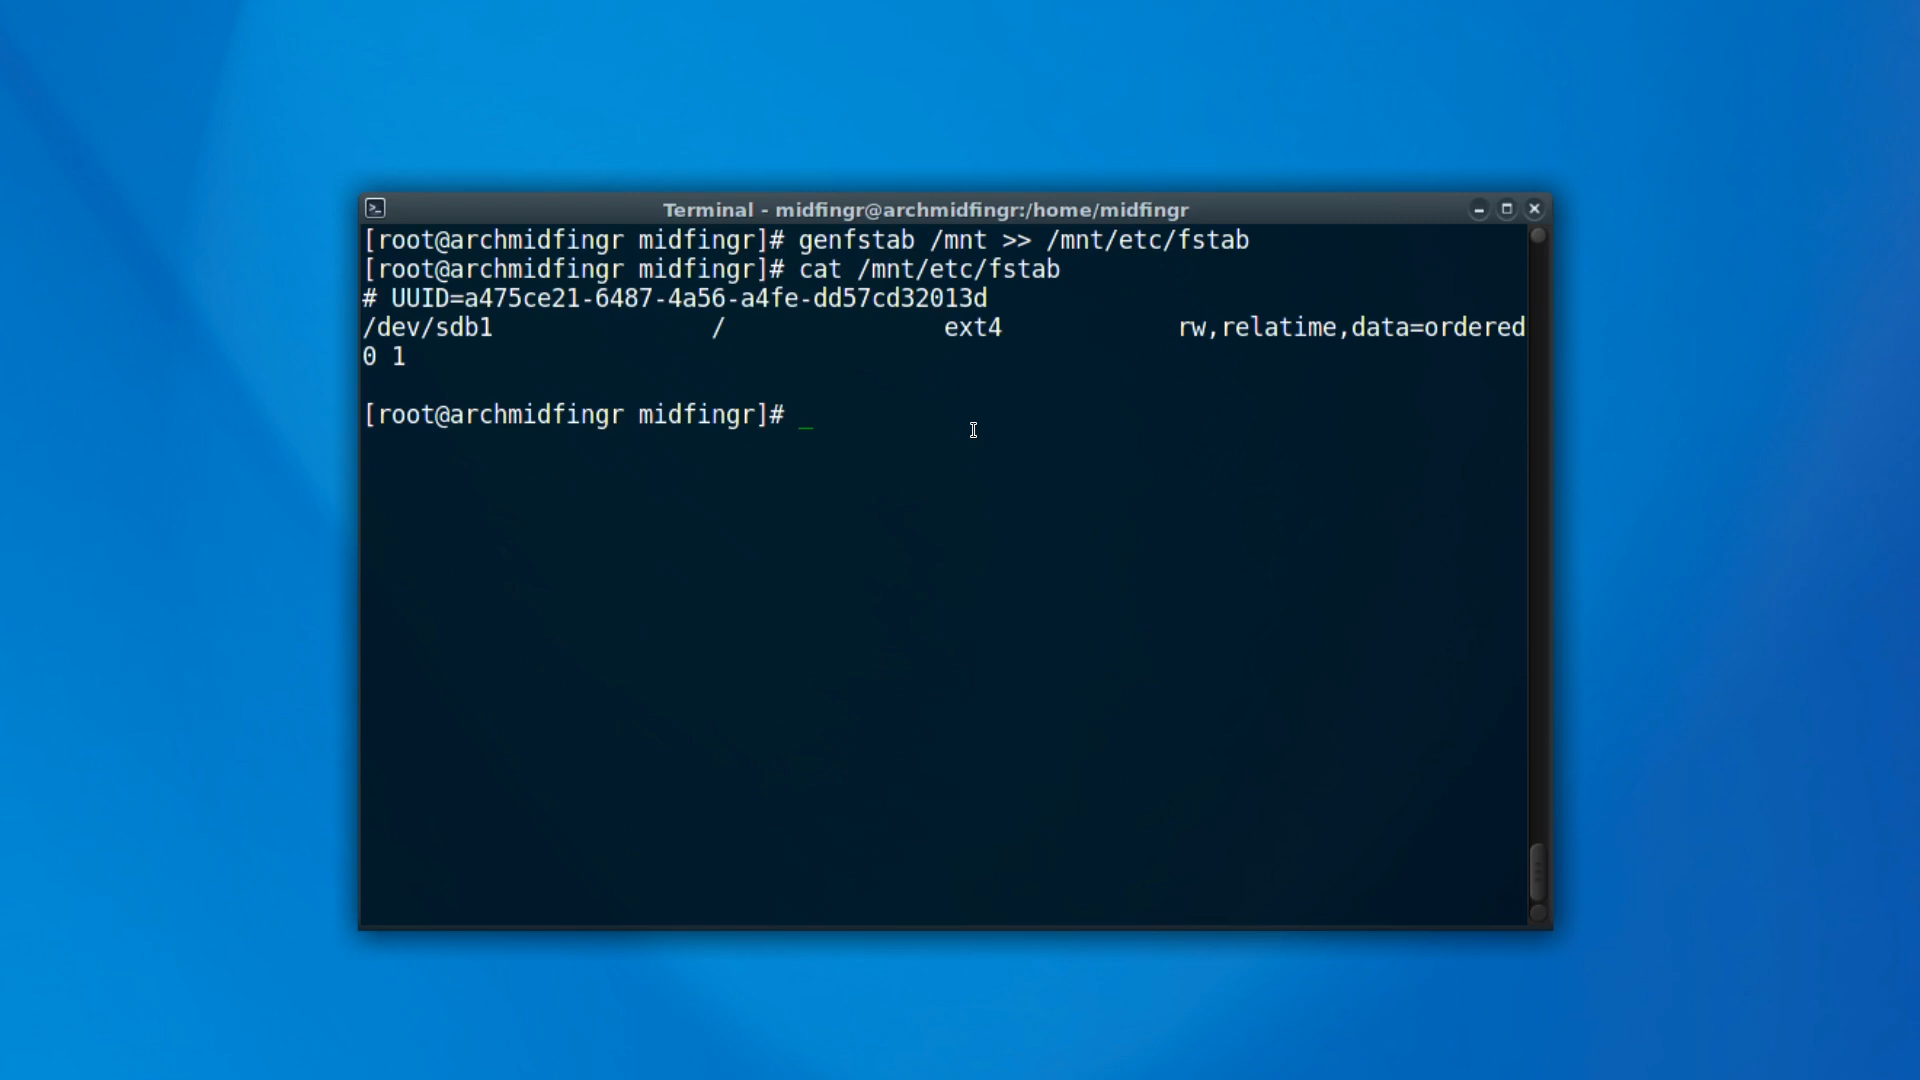 Terminal - midfingr@archmidfingr:/home/midfingr
[root@archmidfingr midfingr]# genfstab /mnt >> /mnt/etc/fstab
[root@archmidfingr midfingr]# cat /mnt/etc/fstab
# UUID=a475ce21-6487-4a56-a4fe-dd57cd32013d
/dev/sdb1 / ext4 rw,relatime,data=ordered
0 1
[root@archmidfingr midfingr]# _